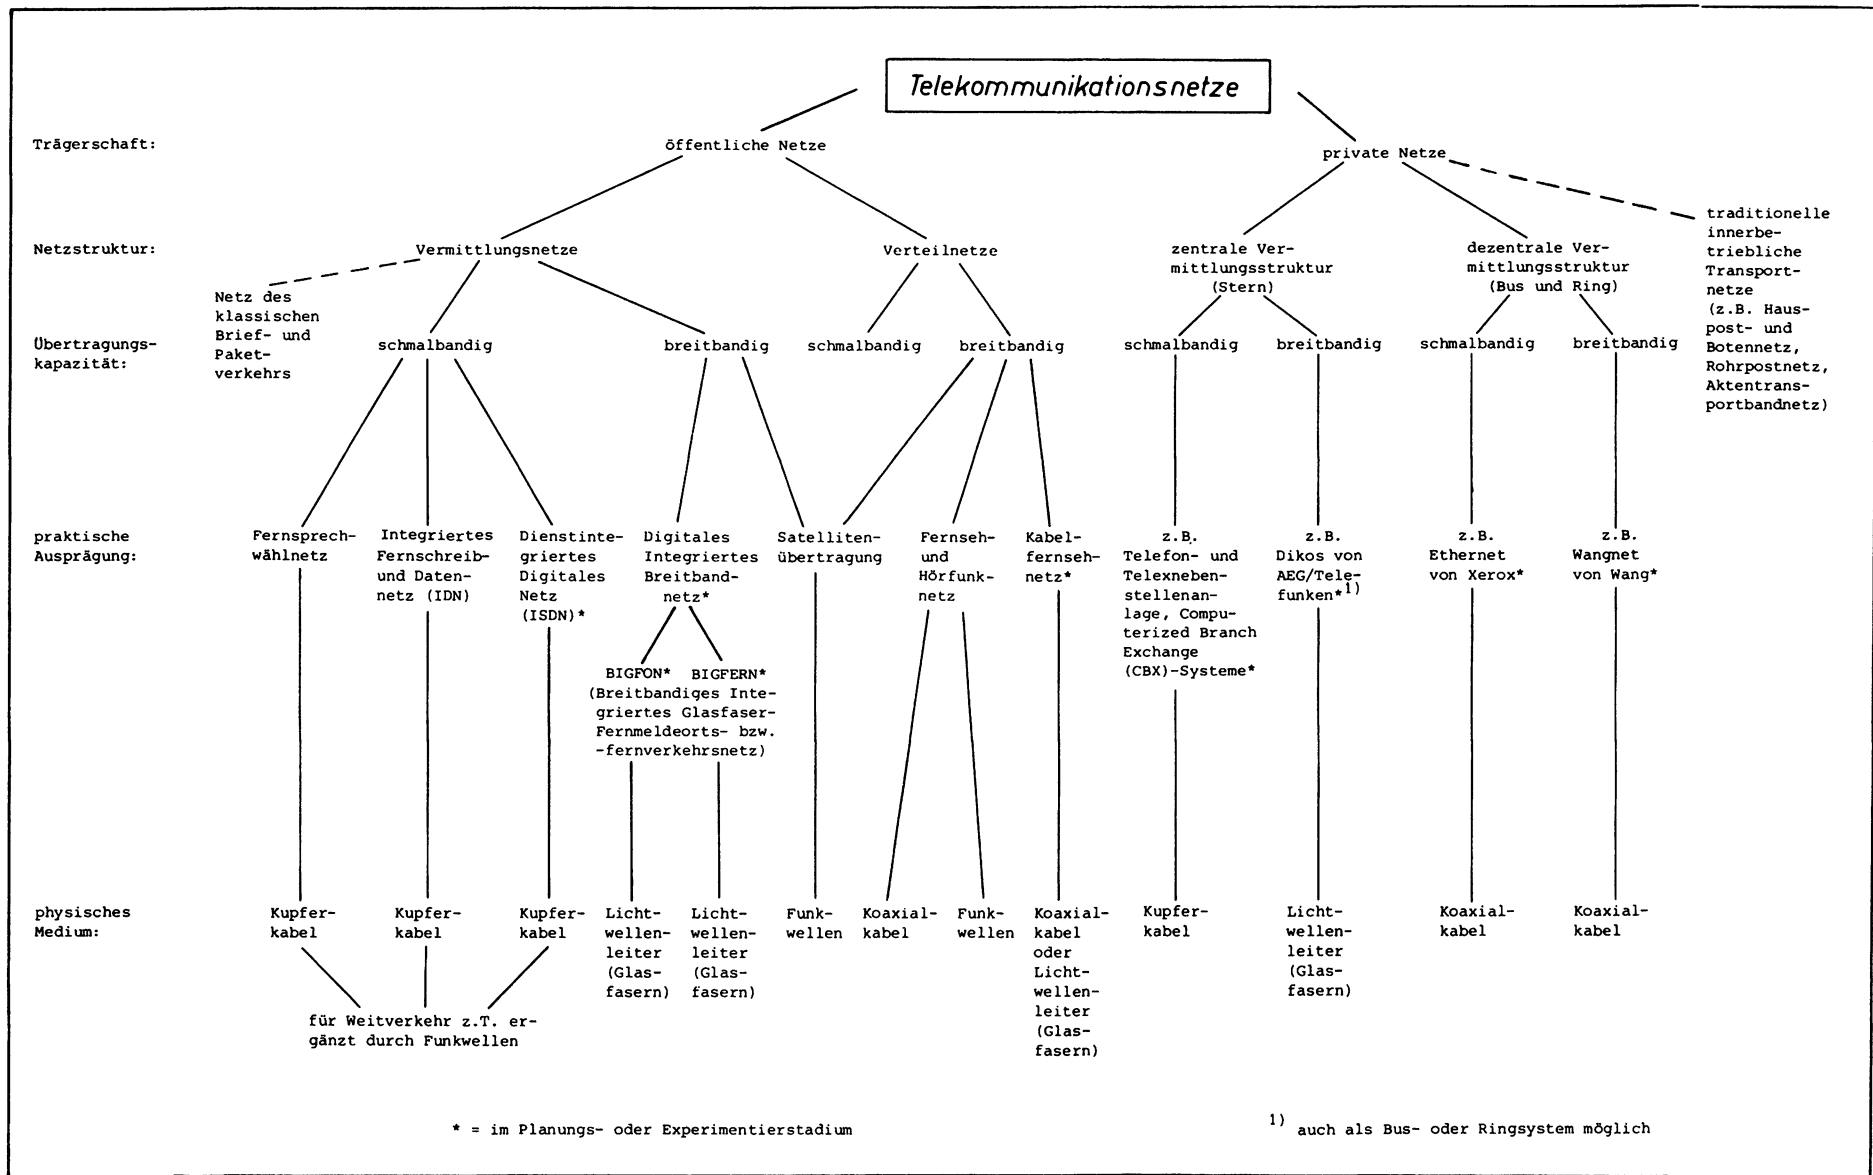 Telekommunikationsnetze
Trägerschaft:
öffentliche Netze
private Netze
Netzstruktur:
Vermittlungsnetze
Verteilnetze
zentrale Ver-
mittlungsstruktur
(Stern)
dezentrale Ver-
mittlungsstruktur
(Bus und Ring)
traditionelle
innerbe-
triebliche
Transport-
netze
(z.B. Haus-
post- und
Botennetz,
Rohrpostnetz,
Aktentrans-
portbandnetz)
Netz des
klassischen
Brief- und
Paket-
verkehrs
Übertragungs-
kapazität:
schmalbandig
breitbandig
schmalbandig
breitbandig
schmalbandig
breitbandig
schmalbandig
breitbandig
praktische
Ausprägung:
Fernsprech-
wählnetz
Integriertes
Fernschreib-
und Daten-
netz (IDN)
Dienstinte-
griertes
Digitales
Netz
(ISDN)*
Digitales
Integriertes
Breitband-
netz*
BIGFON* BIGFERN*
(Breitbandiges Inte-
griertes Glasfaser-
Fernmeldeorts- bzw.
-fernverkehrsnetz)
Satelliten-
übertragung
Fernseh-
und
Hörfunk-
netz
Kabel-
fernseh-
netz*
z.B.
Telefon- und
Telexneben-
stellenan-
lage, Compu-
terized Branch
Exchange
(CBX)-Systeme*
z.B.
Dikos von
AEG/Tele-
funken*1)
z.B.
Ethernet
von Xerox*
z.B.
Wangnet
von Wang*
physisches
Medium:
Kupfer-
kabel
Kupfer-
kabel
Kupfer-
kabel
Licht-
wellen-
leiter
(Glas-
fasern)
Licht-
wellen-
leiter
(Glas-
fasern)
Funk-
wellen
Koaxial-
kabel
Funk-
wellen
Koaxial-
kabel
oder
Licht-
wellen-
leiter
(Glas-
fasern)
Kupfer-
kabel
Licht-
wellen-
leiter
(Glas-
fasern)
Koaxial-
kabel
Koaxial-
kabel
für Weitverkehr z.T. er-
gänzt durch Funkwellen
* = im Planungs- oder Experimentierstadium
1) auch als Bus- oder Ringsystem möglich